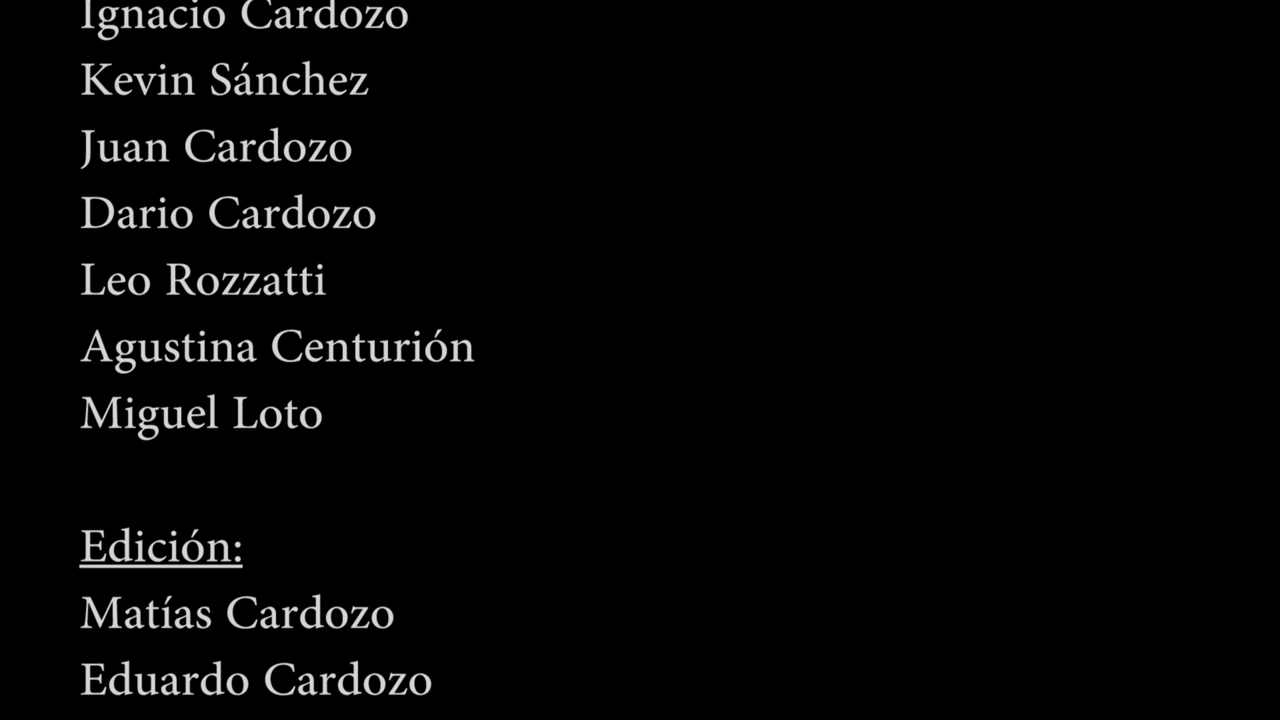 Ignacio Cardozo
Kevin Sánchez
Juan Cardozo
Dario Cardozo
Leo Rozzatti
Agustina Centurión
Miguel Loto
Edición:
Matías Cardozo
Eduardo Cardozo